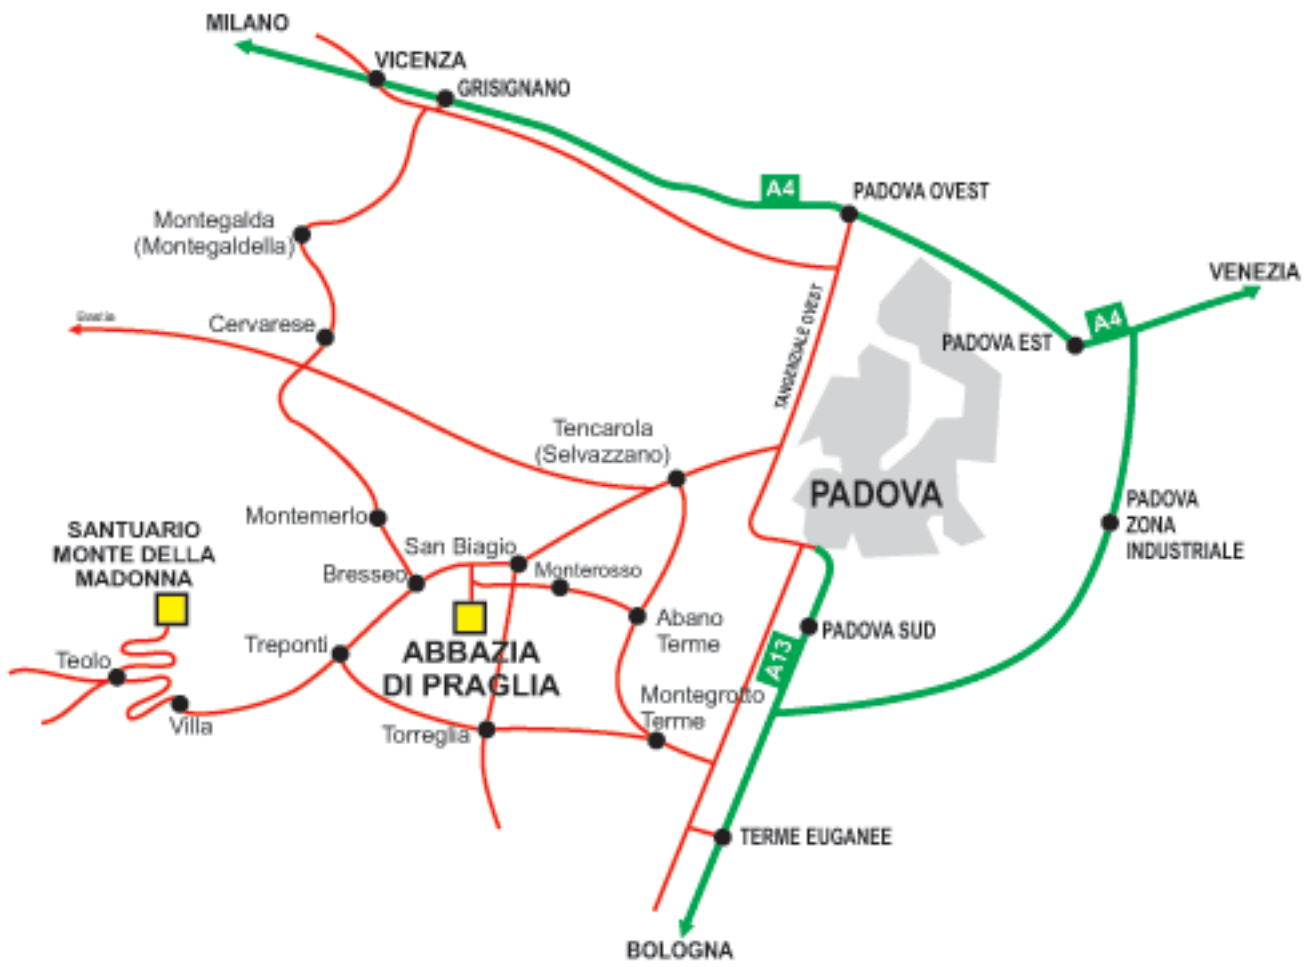 MILANO
VICENZA
GRISIGNANO
A4
PADOVA OVEST
Montegalda
(Montegaldella)
VENEZIA
Bastia
Cervarese
TANGENZIALE OVEST
A4
PADOVA EST
Tencarola
(Selvazzano)
PADOVA
PADOVA
ZONA
INDUSTRIALE
Montemerlo
SANTUARIO
MONTE DELLA
MADONNA
San Biagio
Bresseo
Monterosso
Abano
Terme
PADOVA SUD
Treponti
ABBAZIA
DI PRAGLIA
A13
Teolo
Montegrotto
Terme
Villa
Torreglia
TERME EUGANEE
BOLOGNA